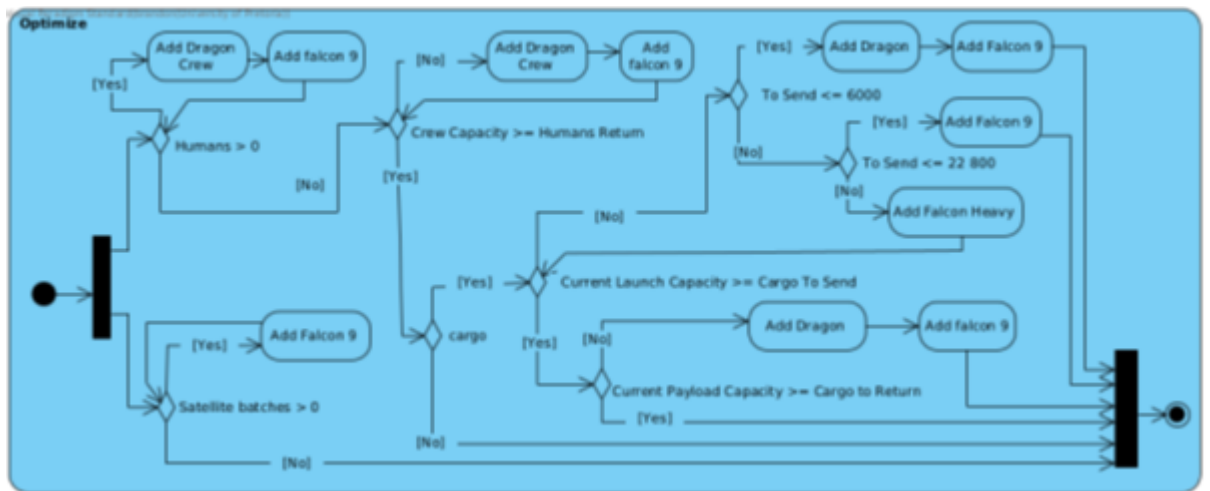 Optimize
Add Dragon
Crew
Add falcon 9
[Yes]
Humans > 0
[No]
[No]
Add Dragon
Crew
Add
falcon 9
Crew Capacity >= Humans Return
[Yes]
[Yes]
Add Dragon
Add Falcon 9
To Send <= 6000
[No]
[Yes]
Add Falcon 9
To Send <= 22 800
[No]
Add Falcon Heavy
[No]
[Yes]
Current Launch Capacity >= Cargo To Send
cargo
[Yes]
[No]
Add Dragon
Add falcon 9
Current Payload Capacity >= Cargo to Return
[Yes]
[No]
[Yes]
Add Falcon 9
Satellite batches > 0
[No]